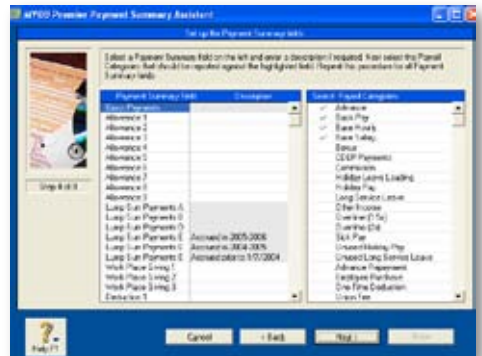 MYOB Premier Payment Summary Assistant
Set up the Payment Summary fields
Select a Payment Summary field on the left and enter a description if required. Next select the Payroll
Categories that should be reported against the highlighted field. Repeat this procedure for all Payment
Summary fields.
Payment Summary Field Description
Gross Payments
Allowance 1
Allowance 2
Allowance 3
Allowance 4
Allowance 5
Allowance 6
Allowance 7
Allowance 8
Allowance 9
Lump Sum Payments A
Lump Sum Payments B
Lump Sum Payments D
Lump Sum Payments E Accrued in 2005-2006
Lump Sum Payments E Accrued in 2004-2005
Lump Sum Payments E Accrued prior to 1/7/2004
Work Place Giving 1
Work Place Giving 2
Work Place Giving 3
Deduction 1
Select Payroll Categories
Advance
Back Pay
Base Hourly
Base Salary
Bonus
CDEP Payments
Commission
Holiday Leave Loading
Holiday Pay
Long Service Leave
Other Income
Overtime (1.5x)
Overtime (2x)
Sick Pay
Unused Holiday Pay
Unused Long Service Leave
Advance Repayment
Employee Purchase
One Time Deduction
Union Fee
Step 4 of 8
Help F1
Cancel
< Back
Next >